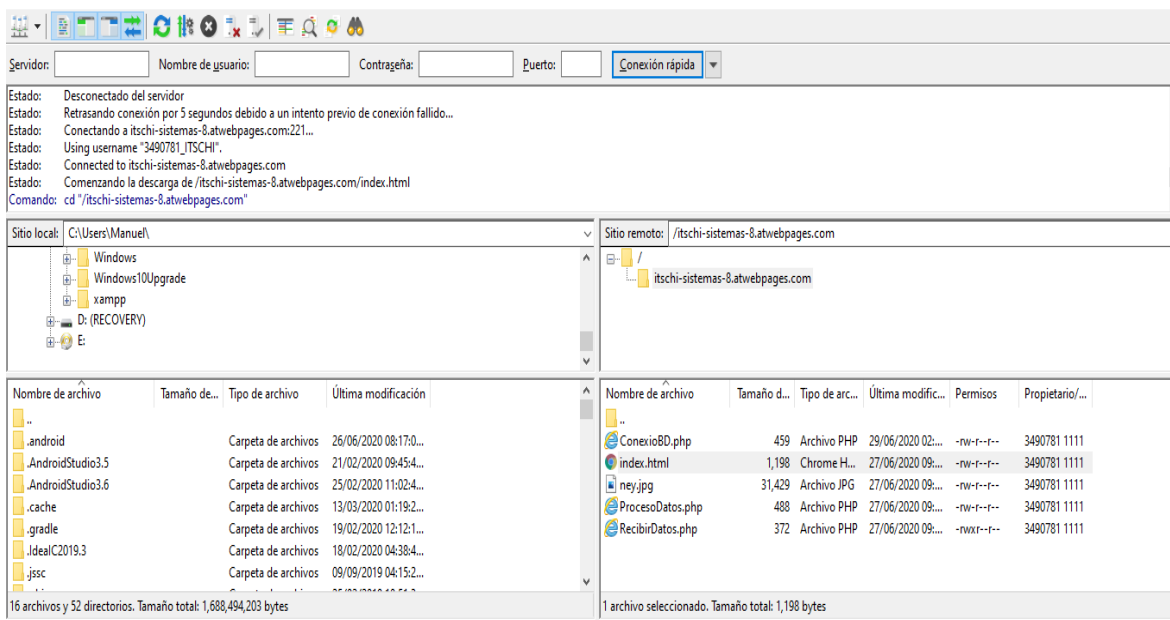 Servidor: Nombre de usuario: Contraseña: Puerto: Conexión rápida
Estado: Desconectado del servidor
Estado: Retrasando conexión por 5 segundos debido a un intento previo de conexión fallido...
Estado: Conectando a itschi-sistemas-8.atwebpages.com:221...
Estado: Using username "3490781_ITSCHI".
Estado: Connected to itschi-sistemas-8.atwebpages.com
Estado: Comenzando la descarga de /itschi-sistemas-8.atwebpages.com/index.html
Comando: cd "/itschi-sistemas-8.atwebpages.com"
Sitio local: C:\Users\Manuel\
Windows
Windows10Upgrade
xampp
D: (RECOVERY)
E:
Sitio remoto: /itschi-sistemas-8.atwebpages.com
/
itschi-sistemas-8.atwebpages.com
Nombre de archivo Tamaño de... Tipo de archivo Última modificación
..
.android Carpeta de archivos 26/06/2020 08:17:0...
.AndroidStudio3.5 Carpeta de archivos 21/02/2020 09:45:4...
.AndroidStudio3.6 Carpeta de archivos 25/02/2020 11:02:4...
.cache Carpeta de archivos 13/03/2020 01:19:2...
.gradle Carpeta de archivos 19/02/2020 12:12:1...
.IdealC2019.3 Carpeta de archivos 18/02/2020 04:38:4...
.jssc Carpeta de archivos 09/09/2019 04:15:2...
16 archivos y 52 directorios. Tamaño total: 1,688,494,203 bytes
Nombre de archivo Tamaño d... Tipo de arc... Última modific... Permisos Propietario/...
..
ConexioBD.php 459 Archivo PHP 29/06/2020 02:... -rw-r--r-- 3490781 1111
index.html 1,198 Chrome H... 27/06/2020 09:... -rw-r--r-- 3490781 1111
ney.jpg 31,429 Archivo JPG 27/06/2020 09:... -rw-r--r-- 3490781 1111
ProcesoDatos.php 488 Archivo PHP 27/06/2020 09:... -rw-r--r-- 3490781 1111
RecibirDatos.php 372 Archivo PHP 27/06/2020 09:... -rwxr--r-- 3490781 1111
1 archivo seleccionado. Tamaño total: 1,198 bytes